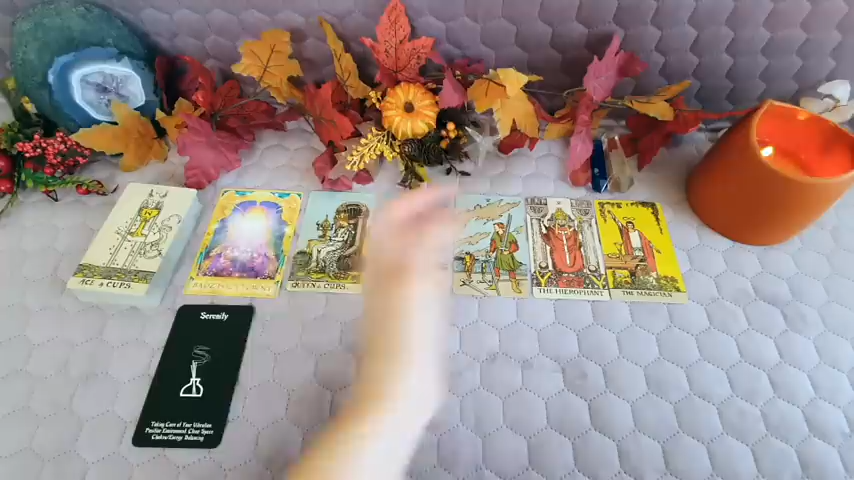 ACE of CUPS.
QUEEN of CUPS.
V
THE HIEROPHANT
THE MAGICIAN.
Serenity
Taking Care of Your Vibration
Positive Environment Clear Space
Chakra/Energy Balancing